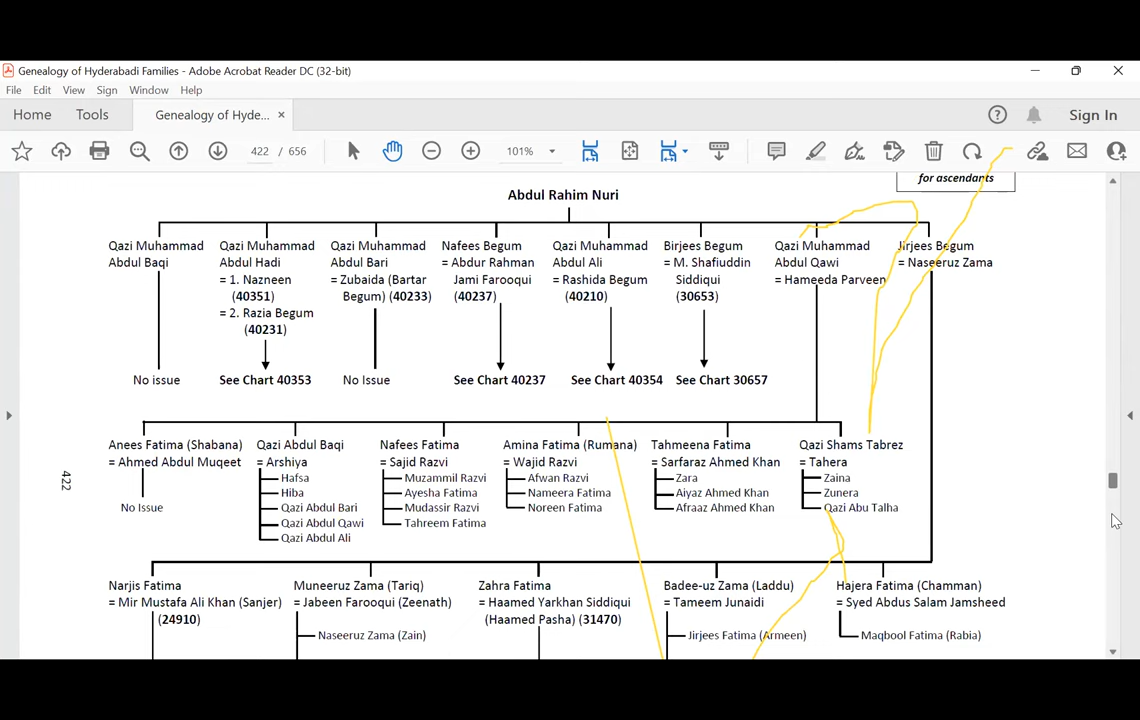 Genealogy of Hyderabadi Families - Adobe Acrobat Reader DC (32-bit)
File Edit View Sign Window Help
Home Tools Genealogy of Hyde... × Sign In
422 / 656 101%
for ascendants
Abdul Rahim Nuri
Qazi Muhammad Abdul Baqi
No issue
Qazi Muhammad Abdul Hadi
= 1. Nazneen
(40351)
= 2. Razia Begum
(40231)
See Chart 40353
Qazi Muhammad Abdul Bari
= Zubaida (Bartar
Begum) (40233)
No Issue
Nafees Begum
= Abdur Rahman
Jami Farooqui
(40237)
See Chart 40237
Qazi Muhammad
Abdul Ali
= Rashida Begum
(40210)
See Chart 40354
Birjees Begum
= M. Shafiuddin
Siddiqui
(30653)
See Chart 30657
Qazi Muhammad
Abdul Qawi
= Hameeda Parveen
Jirjees Begum
= Naseeruz Zama
Anees Fatima (Shabana)
= Ahmed Abdul Muqeet
No Issue
Qazi Abdul Baqi
= Arshiya
Hafsa
Hiba
Qazi Abdul Bari
Qazi Abdul Qawi
Qazi Abdul Ali
Nafees Fatima
= Sajid Razvi
Muzammil Razvi
Ayesha Fatima
Mudassir Razvi
Tahreem Fatima
Amina Fatima (Rumana)
= Wajid Razvi
Afwan Razvi
Nameera Fatima
Noreen Fatima
Tahmeena Fatima
= Sarfaraz Ahmed Khan
Zara
Aiyaz Ahmed Khan
Afraaz Ahmed Khan
Qazi Shams Tabrez
= Tahera
Zaina
Zunera
Qazi Abu Talha
422
Narjis Fatima
= Mir Mustafa Ali Khan (Sanjer)
(24910)
Muneeruz Zama (Tariq)
= Jabeen Farooqui (Zeenath)
Naseeruz Zama (Zain)
Zahra Fatima
= Haamed Yarkhan Siddiqui
(Haamed Pasha) (31470)
Badee-uz Zama (Laddu)
= Tameem Junaidi
Jirjees Fatima (Armeen)
Hajera Fatima (Chamman)
= Syed Abdus Salam Jamsheed
Maqbool Fatima (Rabia)